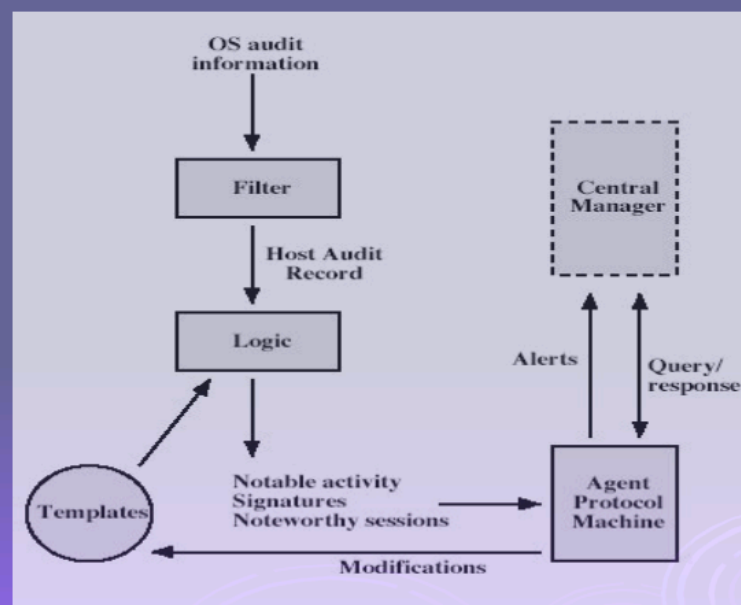 OS audit
information
Filter
Central
Manager
Host Audit
Record
Logic
Alerts
Query/
response
Notable activity
Signatures
Noteworthy sessions
Agent
Protocol
Machine
Templates
Modifications